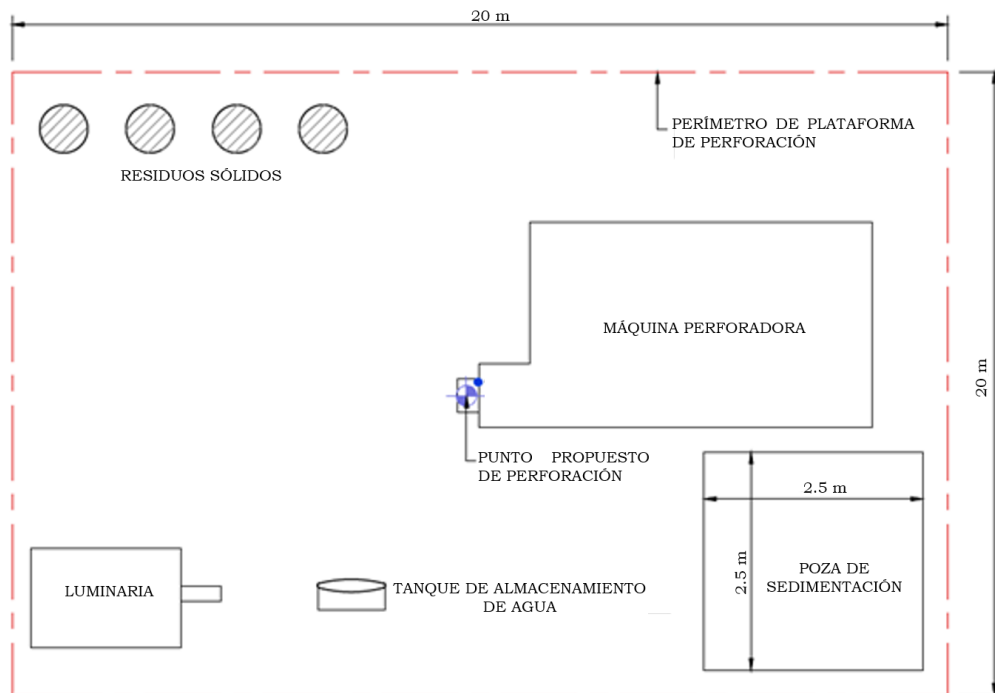 20 m
PERÍMETRO DE PLATAFORMA
DE PERFORACIÓN
RESIDUOS SÓLIDOS
MÁQUINA PERFORADORA
20 m
PUNTO PROPUESTO
DE PERFORACIÓN
2.5 m
2.5 m
POZA DE
SEDIMENTACIÓN
LUMINARIA
TANQUE DE ALMACENAMIENTO
DE AGUA